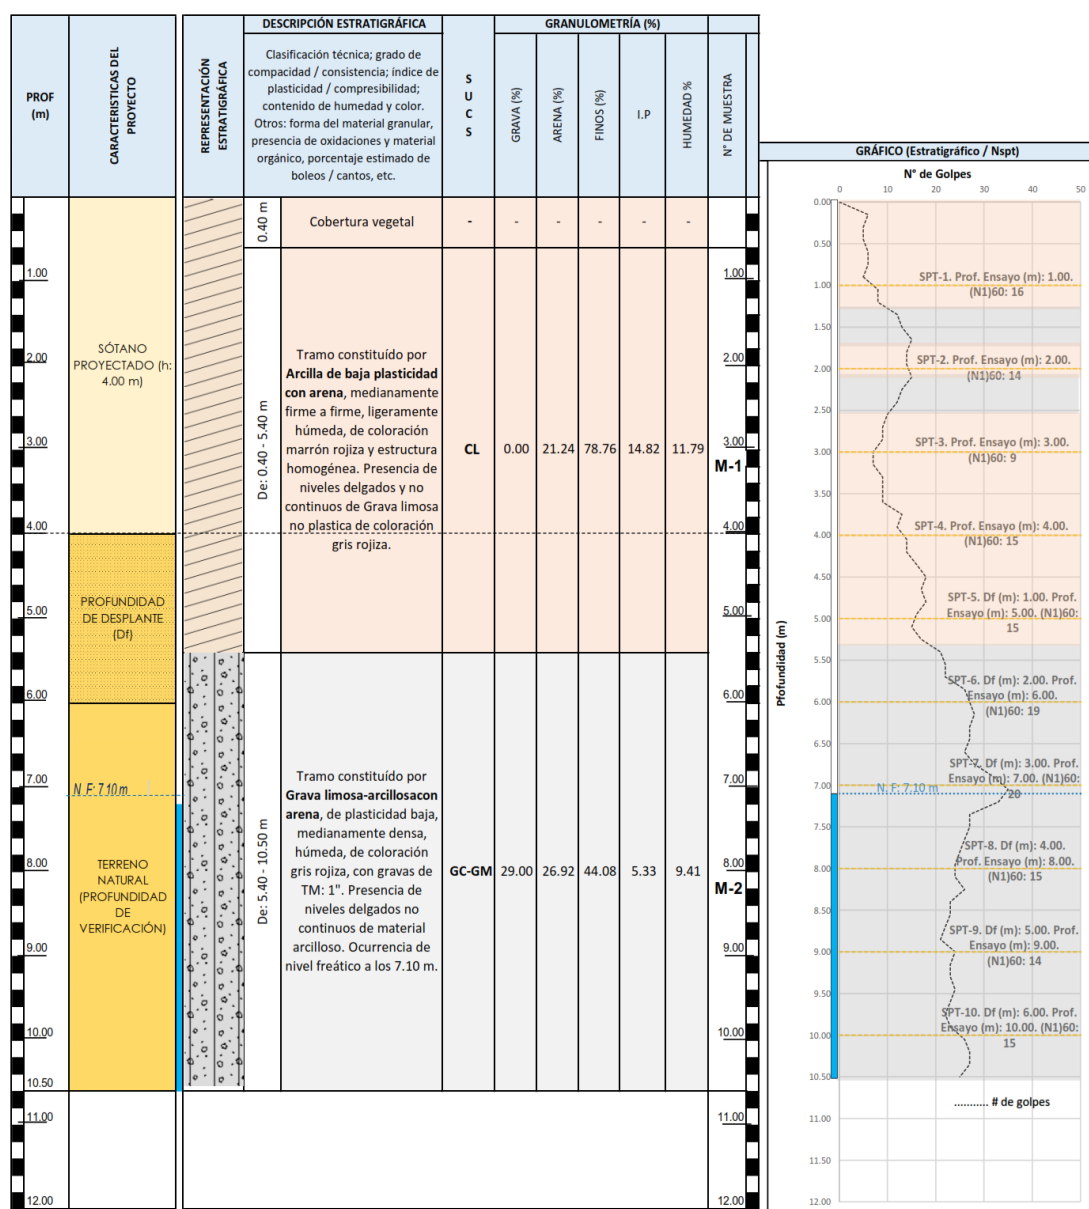 PROF
(m)
CARACTERISTICAS DEL
PROYECTO
REPRESENTACIÓN
ESTRATIGRÁFICA
DESCRIPCIÓN ESTRATIGRÁFICA
Clasificación técnica; grado de
compacidad / consistencia; índice de
plasticidad / compresibilidad;
contenido de humedad y color.
Otros: forma del material granular,
presencia de oxidaciones y material
orgánico, porcentaje estimado de
boleos / cantos, etc.
S
U
C
S
GRANULOMETRÍA (%)
GRAVA (%)
ARENA (%)
FINOS (%)
I.P
HUMEDAD %
N° DE MUESTRA
1.00
2.00
3.00
4.00
5.00
6.00
7.00
8.00
9.00
10.00
10.50
11.00
12.00
SÓTANO
PROYECTADO (h:
4.00 m)
PROFUNDIDAD
DE DESPLANTE
(Df)
N. F: 7.10 m
TERRENO
NATURAL
(PROFUNDIDAD
DE
VERIFICACIÓN)
0.40 m
Cobertura vegetal
- - - - - -
De: 0.40 - 5.40 m
Tramo constituído por
Arcilla de baja plasticidad
con arena, medianamente
firme a firme, ligeramente
húmeda, de coloración
marrón rojiza y estructura
homogénea. Presencia de
niveles delgados y no
continuos de Grava limosa
no plastica de coloración
gris rojiza.
CL 0.00 21.24 78.76 14.82 11.79
M-1
De: 5.40 - 10.50 m
Tramo constituído por
Grava limosa-arcillosacon
arena, de plasticidad baja,
medianamente densa,
húmeda, de coloración
gris rojiza, con gravas de
TM: 1". Presencia de
niveles delgados no
continuos de material
arcilloso. Ocurrencia de
nivel freático a los 7.10 m.
GC-GM 29.00 26.92 44.08 5.33 9.41
M-2
1.00
2.00
3.00
4.00
5.00
6.00
7.00
8.00
9.00
10.00
11.00
12.00
GRÁFICO (Estratigráfico / Nspt)
N° de Golpes
0 10 20 30 40 50
Pfofundidad (m)
0.00
0.50
1.00
1.50
2.00
2.50
3.00
3.50
4.00
4.50
5.00
5.50
6.00
6.50
7.00
7.50
8.00
8.50
9.00
9.50
10.00
10.50
11.00
11.50
12.00
SPT-1. Prof. Ensayo (m): 1.00.
(N1)60: 16
SPT-2. Prof. Ensayo (m): 2.00.
(N1)60: 14
SPT-3. Prof. Ensayo (m): 3.00.
(N1)60: 9
SPT-4. Prof. Ensayo (m): 4.00.
(N1)60: 15
SPT-5. Df (m): 1.00. Prof.
Ensayo (m): 5.00. (N1)60:
15
SPT-6. Df (m): 2.00. Prof.
Ensayo (m): 6.00.
(N1)60: 19
SPT-7. Df (m): 3.00. Prof.
Ensayo (m): 7.00. (N1)60:
20
N. F: 7.10 m
SPT-8. Df (m): 4.00.
Prof. Ensayo (m): 8.00.
(N1)60: 15
SPT-9. Df (m): 5.00. Prof.
Ensayo (m): 9.00.
(N1)60: 14
SPT-10. Df (m): 6.00. Prof.
Ensayo (m): 10.00. (N1)60:
15
# de golpes